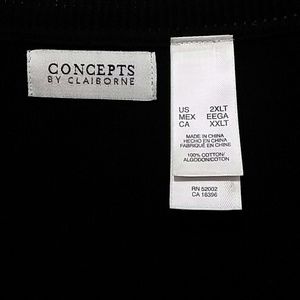 CONCEPTS
BY CLAIBORNE
US 2XLT
MEX EEGA
CA XXLT
MADE IN CHINA
HECHO EN CHINA
FABRIQUÉ EN CHINE
100% COTTON/
ALGODÓN/COTON
RN 52002
CA 16396